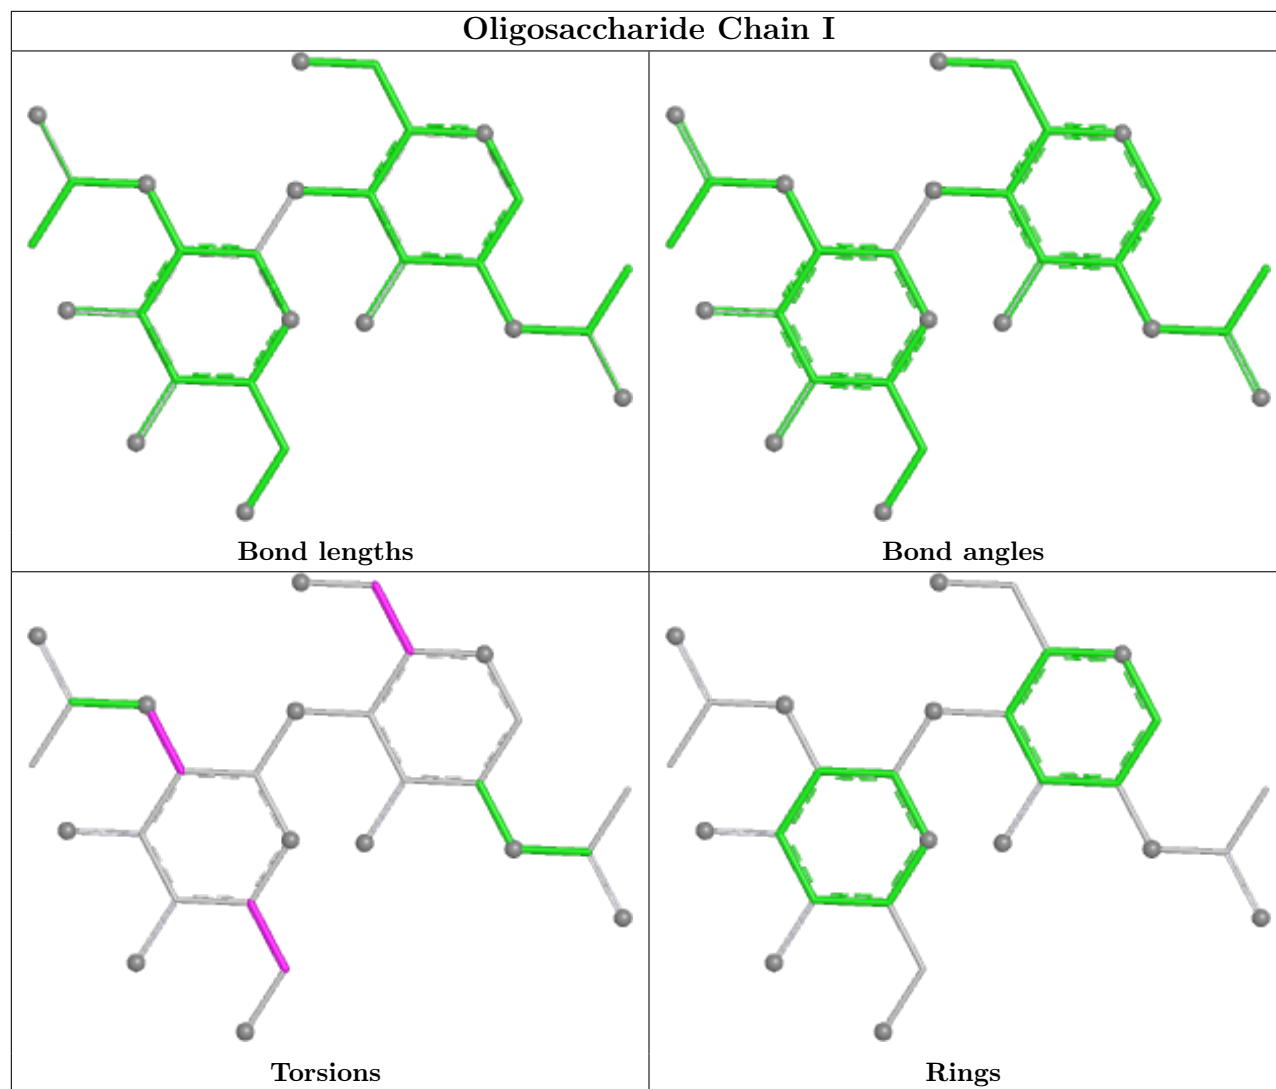 Oligosaccharide Chain I
Bond lengths
Bond angles
Torsions
Rings